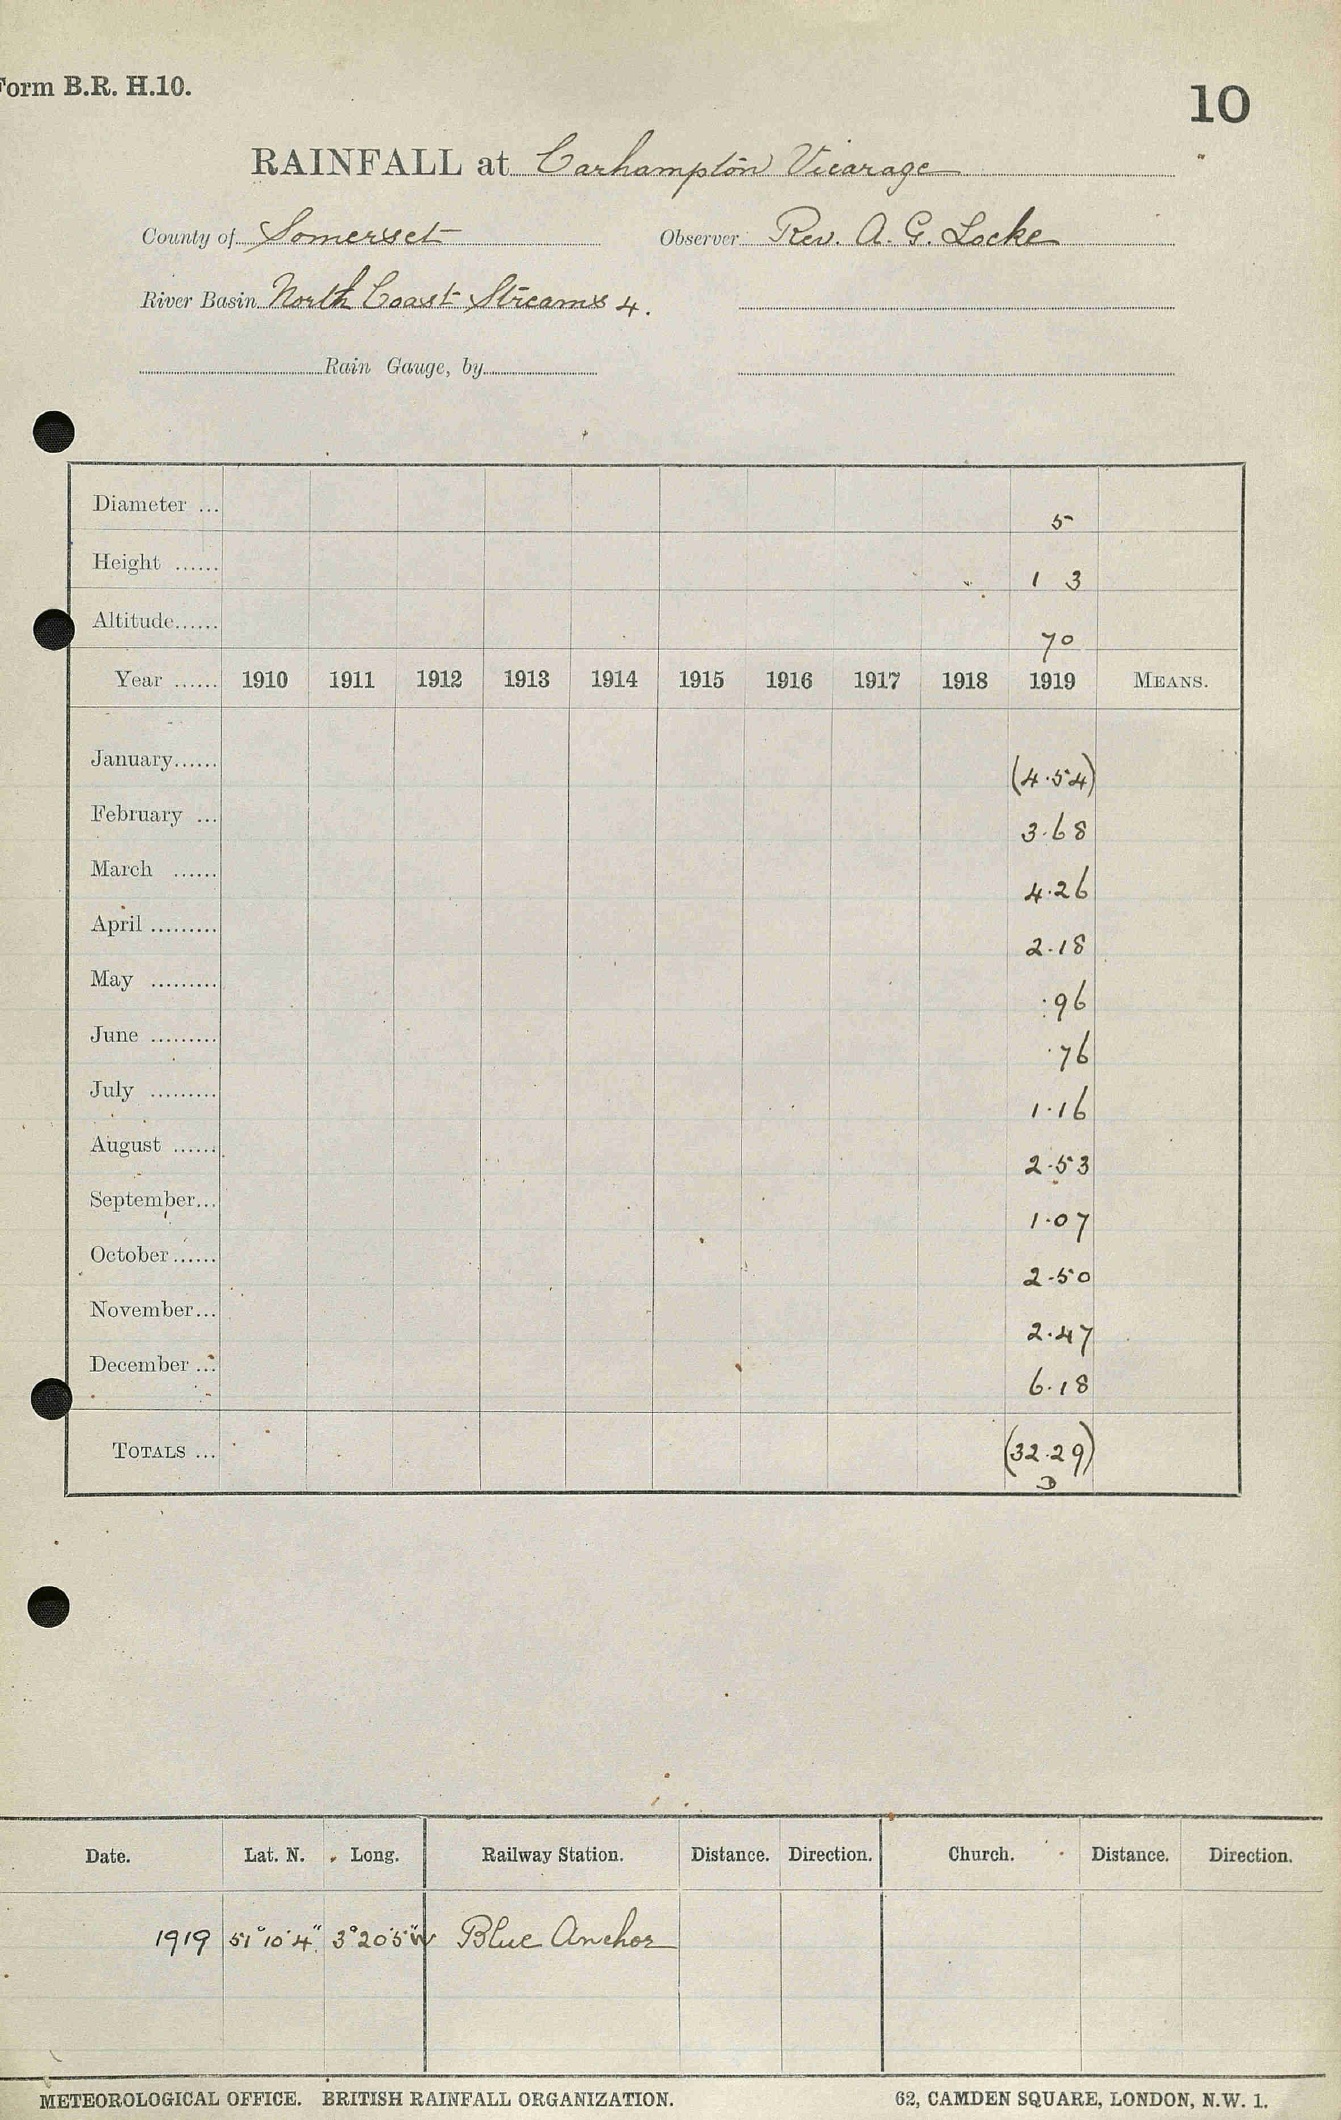 Form B.R. H.10.
10
RAINFALL at Carhampton Vicarage
County of Somerset Observer Rev. A. G. Locke
River Basin North Coast Streams 4.
Rain Gauge, by
Diameter ... 5
Height ...... 1 3
Altitude...... 70
Year ...... 1910 1911 1912 1913 1914 1915 1916 1917 1918 1919 MEANS.
January...... (4.54)
February ... 3.68
March ...... 4.26
April ......... 2.18
May ......... .96
June ......... .76
July ......... 1.16
August ...... 2.53
September... 1.07
October...... 2.50
November... 2.47
December ... 6.18
TOTALS ... (32.29)
D
Date. Lat. N. Long. Railway Station. Distance. Direction. Church. Distance. Direction.
1919 51°10'4" 3°20'5"W Blue Anchor
METEOROLOGICAL OFFICE. BRITISH RAINFALL ORGANIZATION. 62, CAMDEN SQUARE, LONDON, N.W. 1.